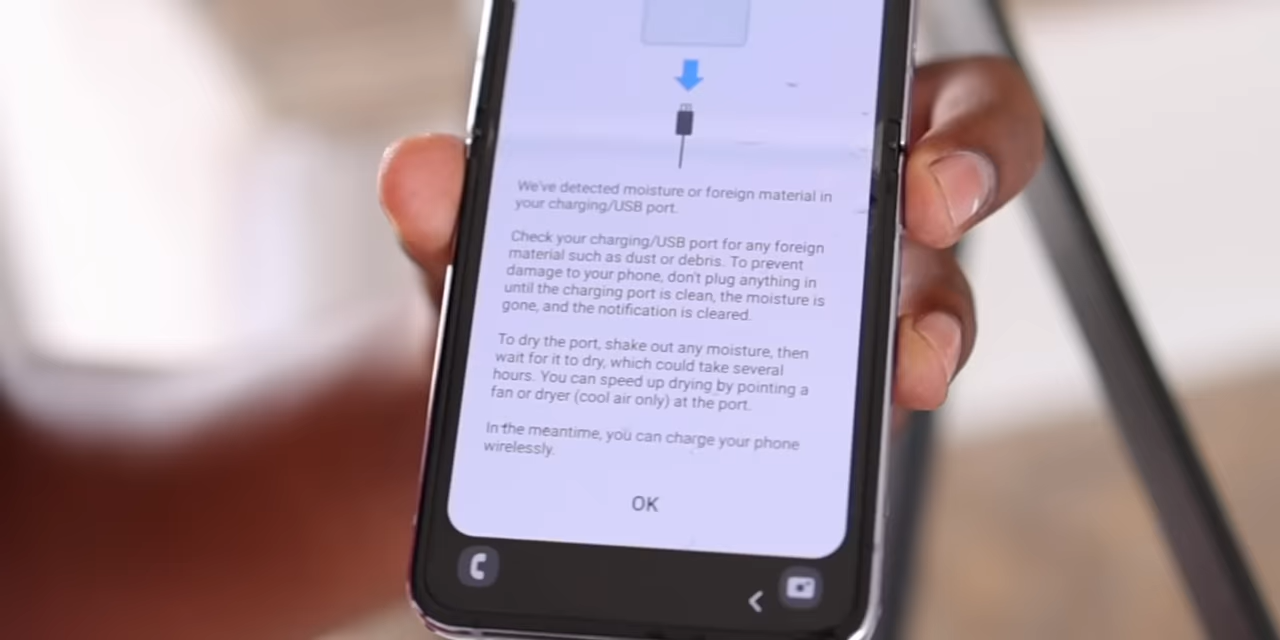 We've detected moisture or foreign material in
your charging/USB port.
Check your charging/USB port for any foreign
material such as dust or debris. To prevent
damage to your phone, don't plug anything in
until the charging port is clean, the moisture is
gone, and the notification is cleared.
To dry the port, shake out any moisture, then
wait for it to dry, which could take several
hours. You can speed up drying by pointing a
fan or dryer (cool air only) at the port.
In the meantime, you can charge your phone
wirelessly.
OK